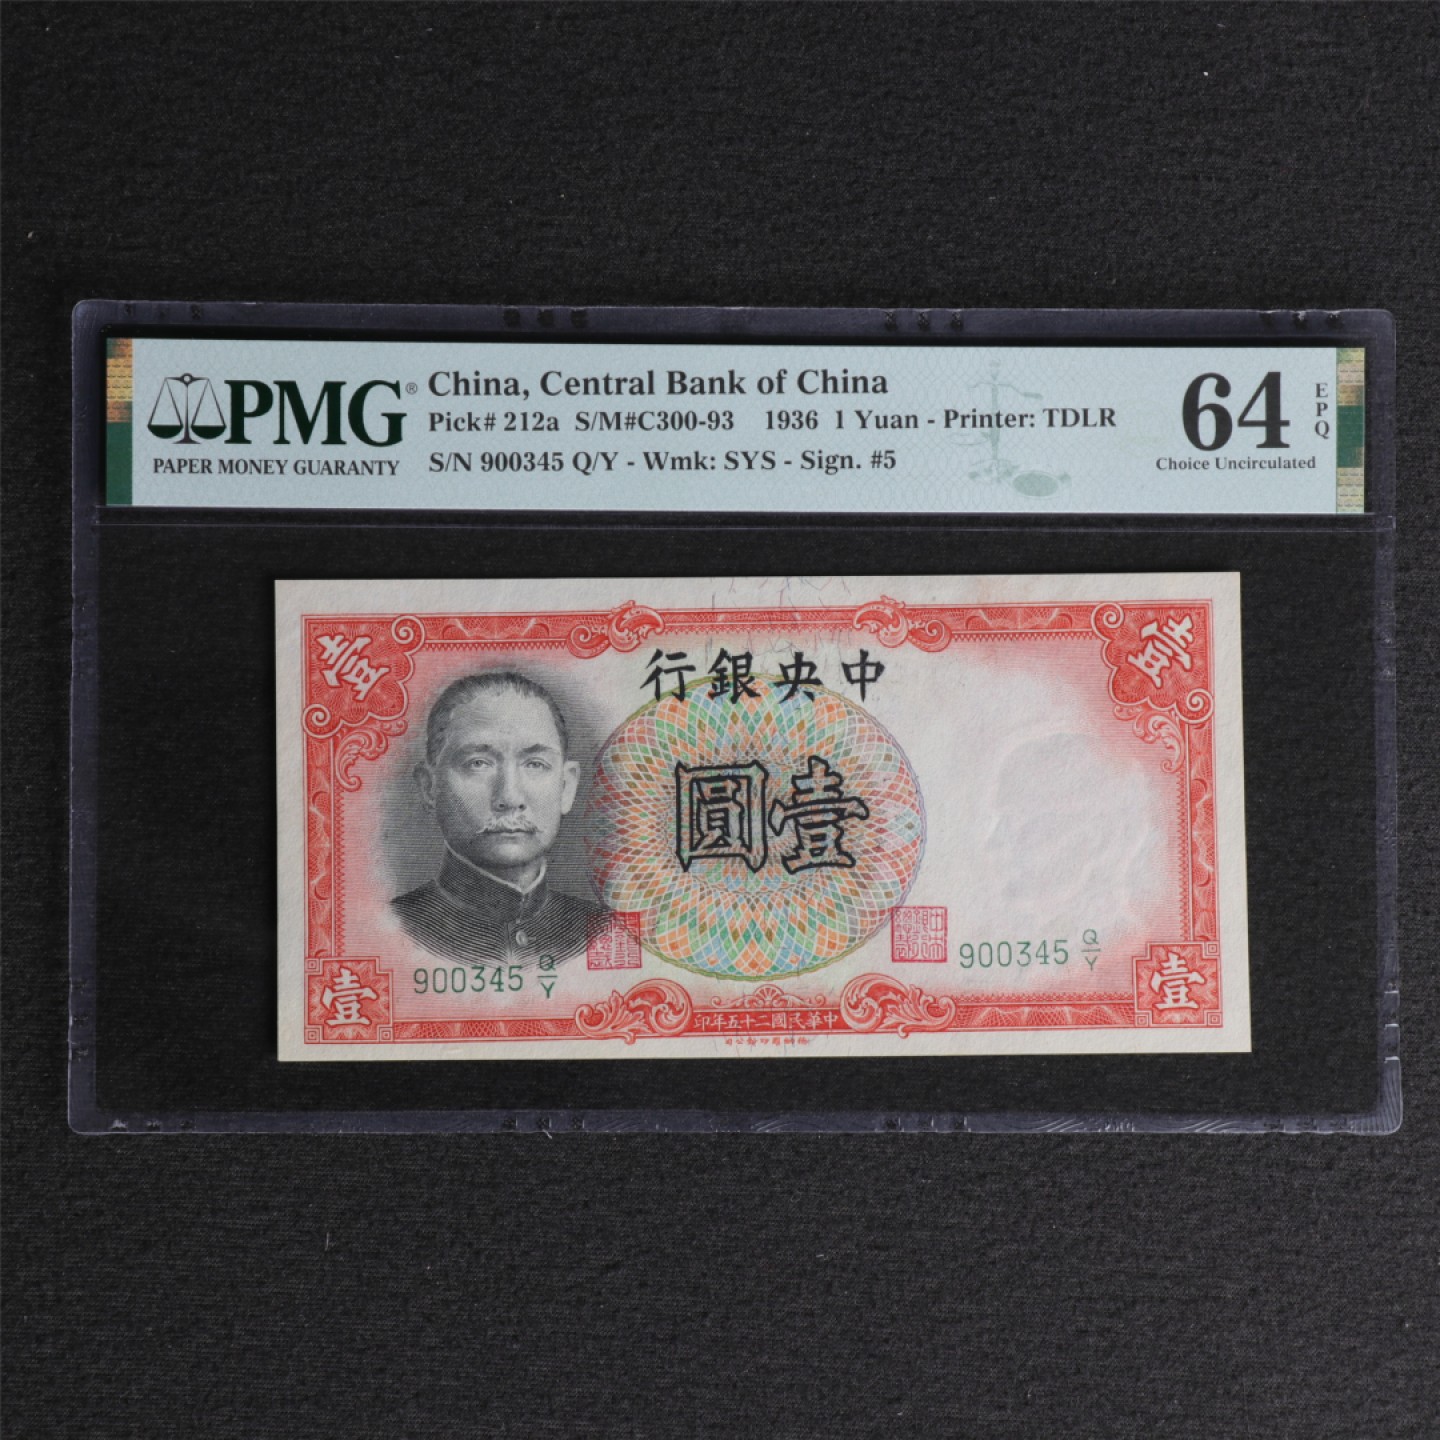 PMG®
PAPER MONEY GUARANTY
China, Central Bank of China
Pick# 212a S/M#C300-93 1936 1 Yuan - Printer: TDLR
S/N 900345 Q/Y - Wmk: SYS - Sign. #5
64
EPQ
Choice Uncirculated
壹
壹
行銀央中
圓壹
900345 Q/Y
900345 Q/Y
壹
壹
印年五十二國民華中